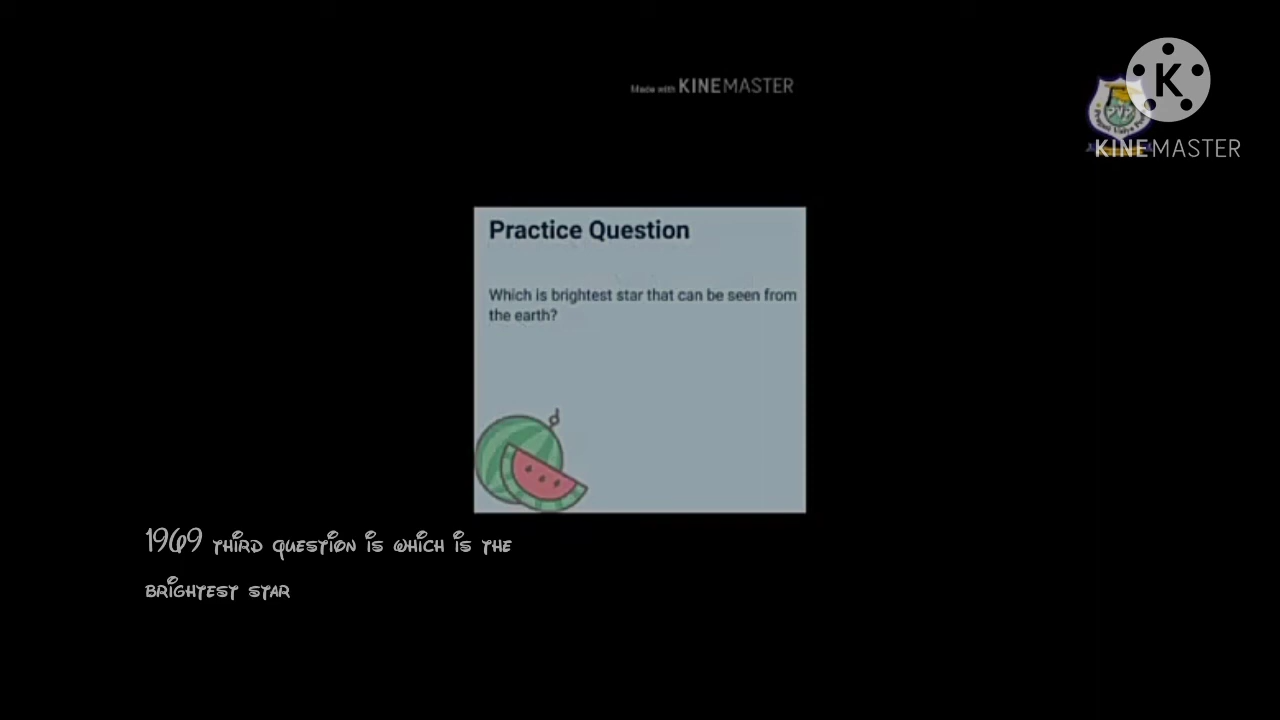 Made with KINEMASTER
K
PVP
KINEMASTER
Practice Question
Which is brightest star that can be seen from
the earth?
1969 third question is which is the
brightest star